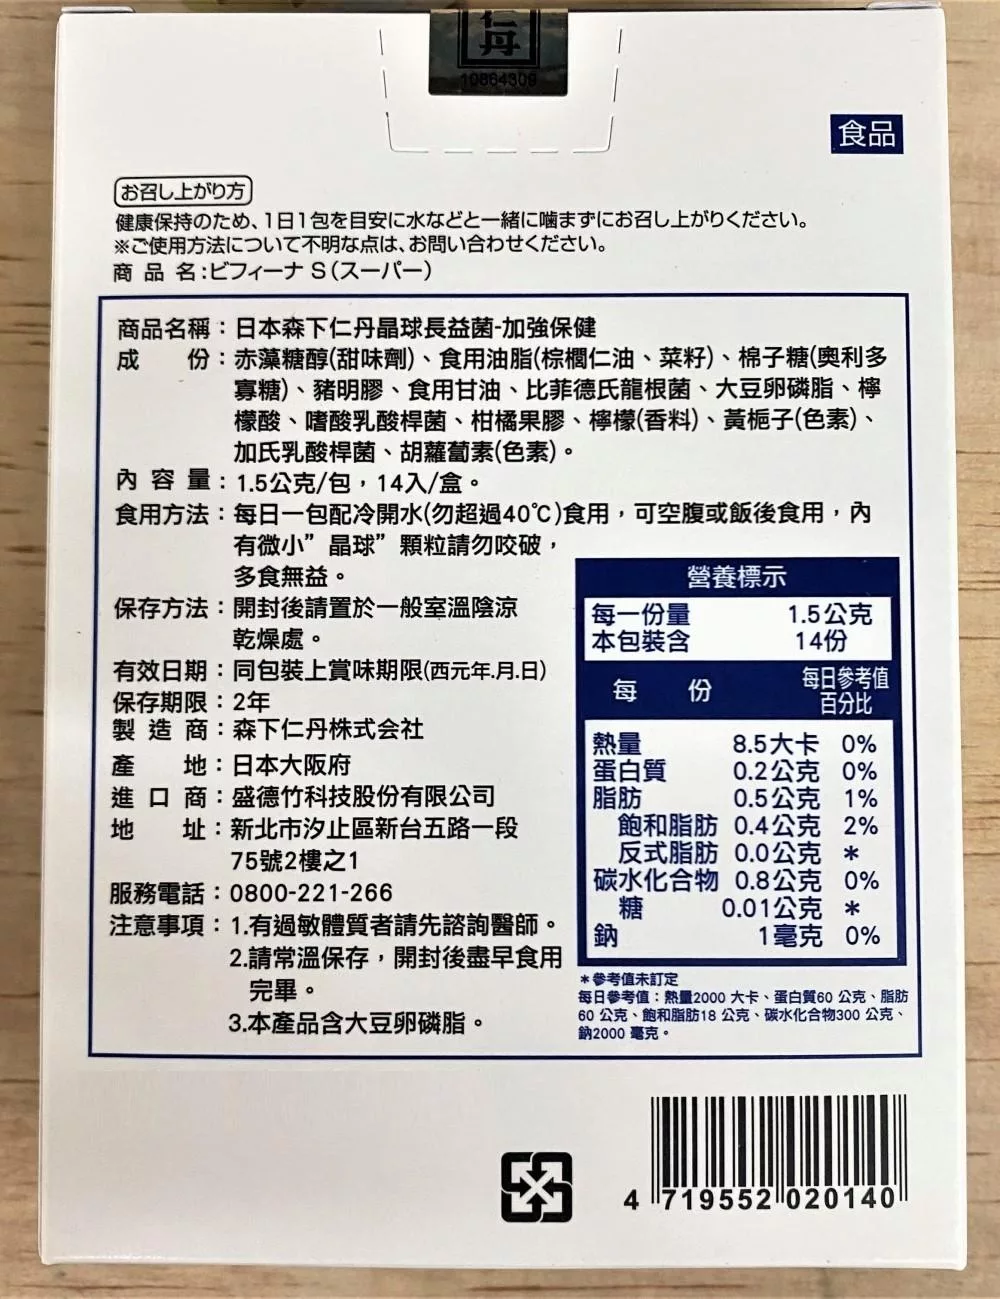 仁丹
10864309
食品
お召し上がり方
健康保持のため、1日1包を目安に水などと一緒に噛まずにお召し上がりください。
※ご使用方法について不明な点は、お問い合わせください。
商品名:ビフィーナ S(スーパー)
商品名稱：日本森下仁丹晶球長益菌-加強保健
成份：赤藻糖醇(甜味劑)、食用油脂(棕櫚仁油、菜籽)、棉子糖(奧利多
寡糖)、豬明膠、食用甘油、比菲德氏龍根菌、大豆卵磷脂、檸
檬酸、嗜酸乳酸桿菌、柑橘果膠、檸檬(香料)、黃梔子(色素)、
加氏乳酸桿菌、胡蘿蔔素(色素)。
內容量：1.5公克/包，14入/盒。
食用方法：每日一包配冷開水(勿超過40℃)食用，可空腹或飯後食用，內
有微小”晶球”顆粒請勿咬破，
多食無益。
保存方法：開封後請置於一般室溫陰涼
乾燥處。
有效日期：同包裝上賞味期限(西元年.月.日)
保存期限：2年
製造商：森下仁丹株式会社
產地：日本大阪府
進口商：盛德竹科技股份有限公司
地址：新北市汐止區新台五路一段
75號2樓之1
服務電話：0800-221-266
注意事項：1.有過敏體質者請先諮詢醫師。
2.請常溫保存，開封後盡早食用
完畢。
3.本產品含大豆卵磷脂。
營養標示
每一份量 1.5公克
本包裝含 14份
每份 每日參考值
百分比
熱量 8.5大卡 0%
蛋白質 0.2公克 0%
脂肪 0.5公克 1%
飽和脂肪 0.4公克 2%
反式脂肪 0.0公克 *
碳水化合物 0.8公克 0%
糖 0.01公克 *
鈉 1毫克 0%
*參考值未訂定
每日參考值：熱量2000 大卡、蛋白質60 公克、脂肪
60 公克、飽和脂肪18 公克、碳水化合物300 公克、
鈉2000 毫克。
4 719552 020140